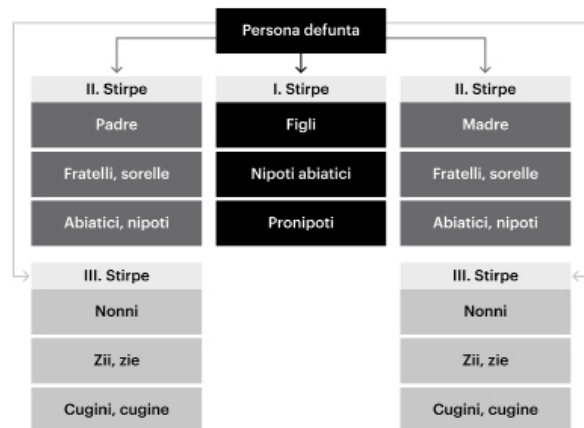 Persona defunta
II. Stirpe
Padre
Fratelli, sorelle
Abiatici, nipoti
I. Stirpe
Figli
Nipoti abiatici
Pronipoti
II. Stirpe
Madre
Fratelli, sorelle
Abiatici, nipoti
III. Stirpe
Nonni
Zii, zie
Cugini, cugine
III. Stirpe
Nonni
Zii, zie
Cugini, cugine